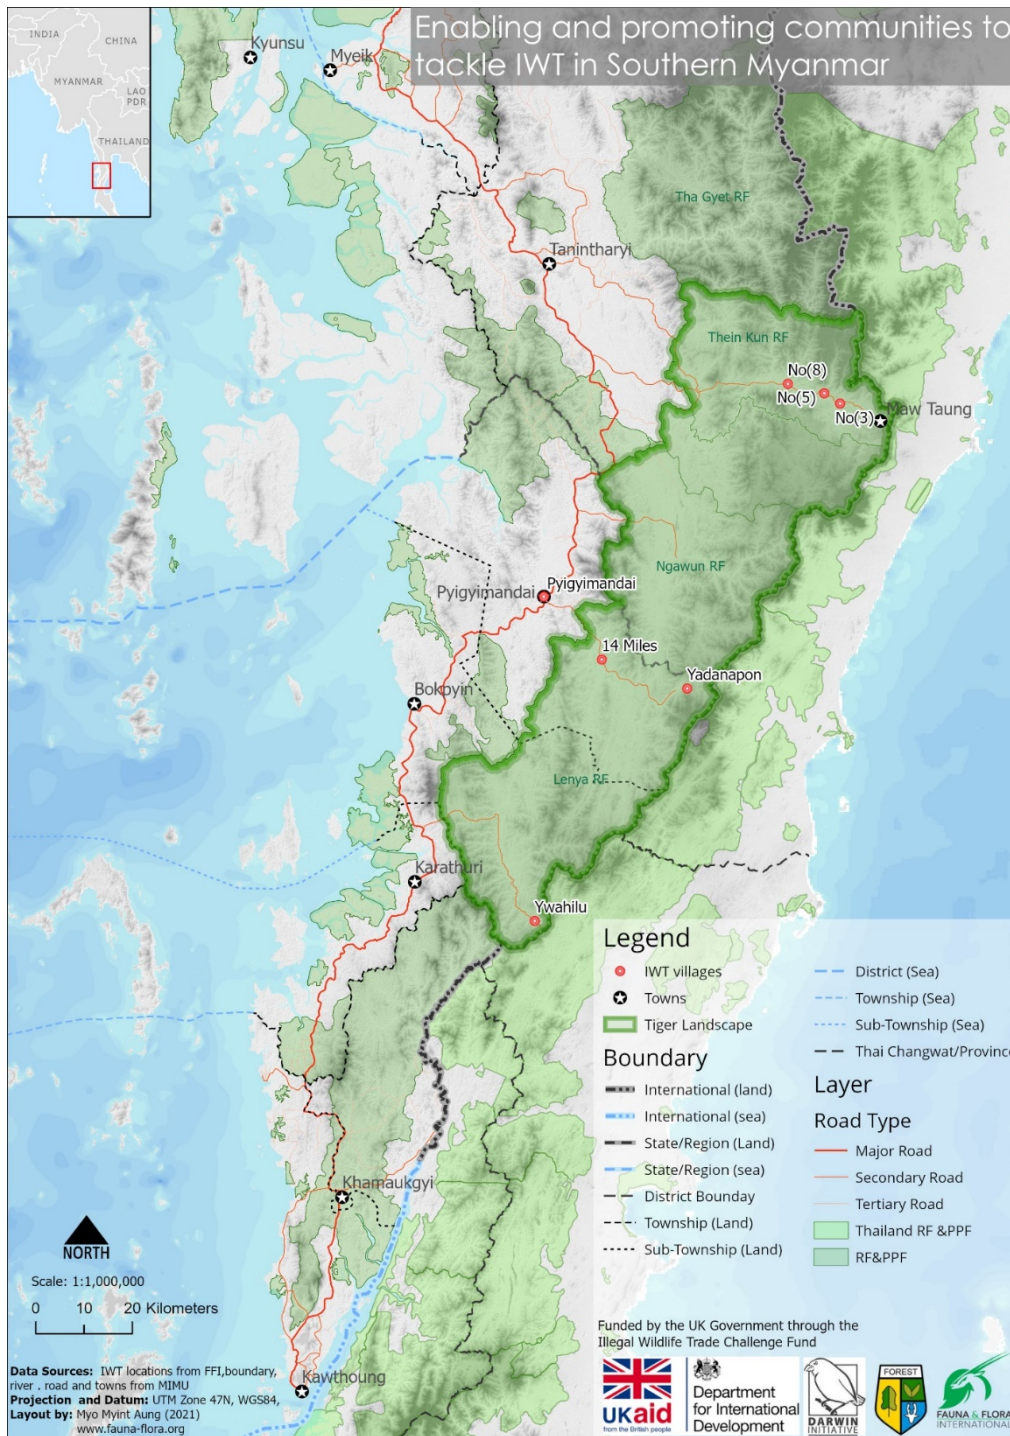 Enabling and promoting communities to
tackle IWT in Southern Myanmar
INDIA
CHINA
MYANMAR
LAO
PDR
THAILAND
Kyunsu
Myeik
Tha Gyet RF
Tanintharyi
Thein Kun RF
No(8)
No(5)
No(3)
Maw Taung
Ngawun RF
Pyigyimandai
Pyigyimandai
14 Miles
Yadanapon
Bokpyin
Lenya RF
Karathuri
Ywahilu
Khamaukgyi
Kawthoung
Legend
IWT villages
Towns
Tiger Landscape
Boundary
International (land)
International (sea)
State/Region (Land)
State/Region (sea)
District Bounday
Township (Land)
Sub-Township (Land)
District (Sea)
Township (Sea)
Sub-Township (Sea)
Thai Changwat/Province
Layer
Road Type
Major Road
Secondary Road
Tertiary Road
Thailand RF &PPF
RF&PPF
NORTH
Scale: 1:1,000,000
0 10 20 Kilometers
Data Sources: IWT locations from FFI,boundary,
river , road and towns from MIMU
Projection and Datum: UTM Zone 47N, WGS84,
Layout by: Myo Myint Aung (2021)
www.fauna-flora.org
Funded by the UK Government through the
Illegal Wildlife Trade Challenge Fund
UKaid
from the British people
Department
for International
Development
DARWIN
INITIATIVE
FOREST
FAUNA & FLORA
INTERNATIONAL